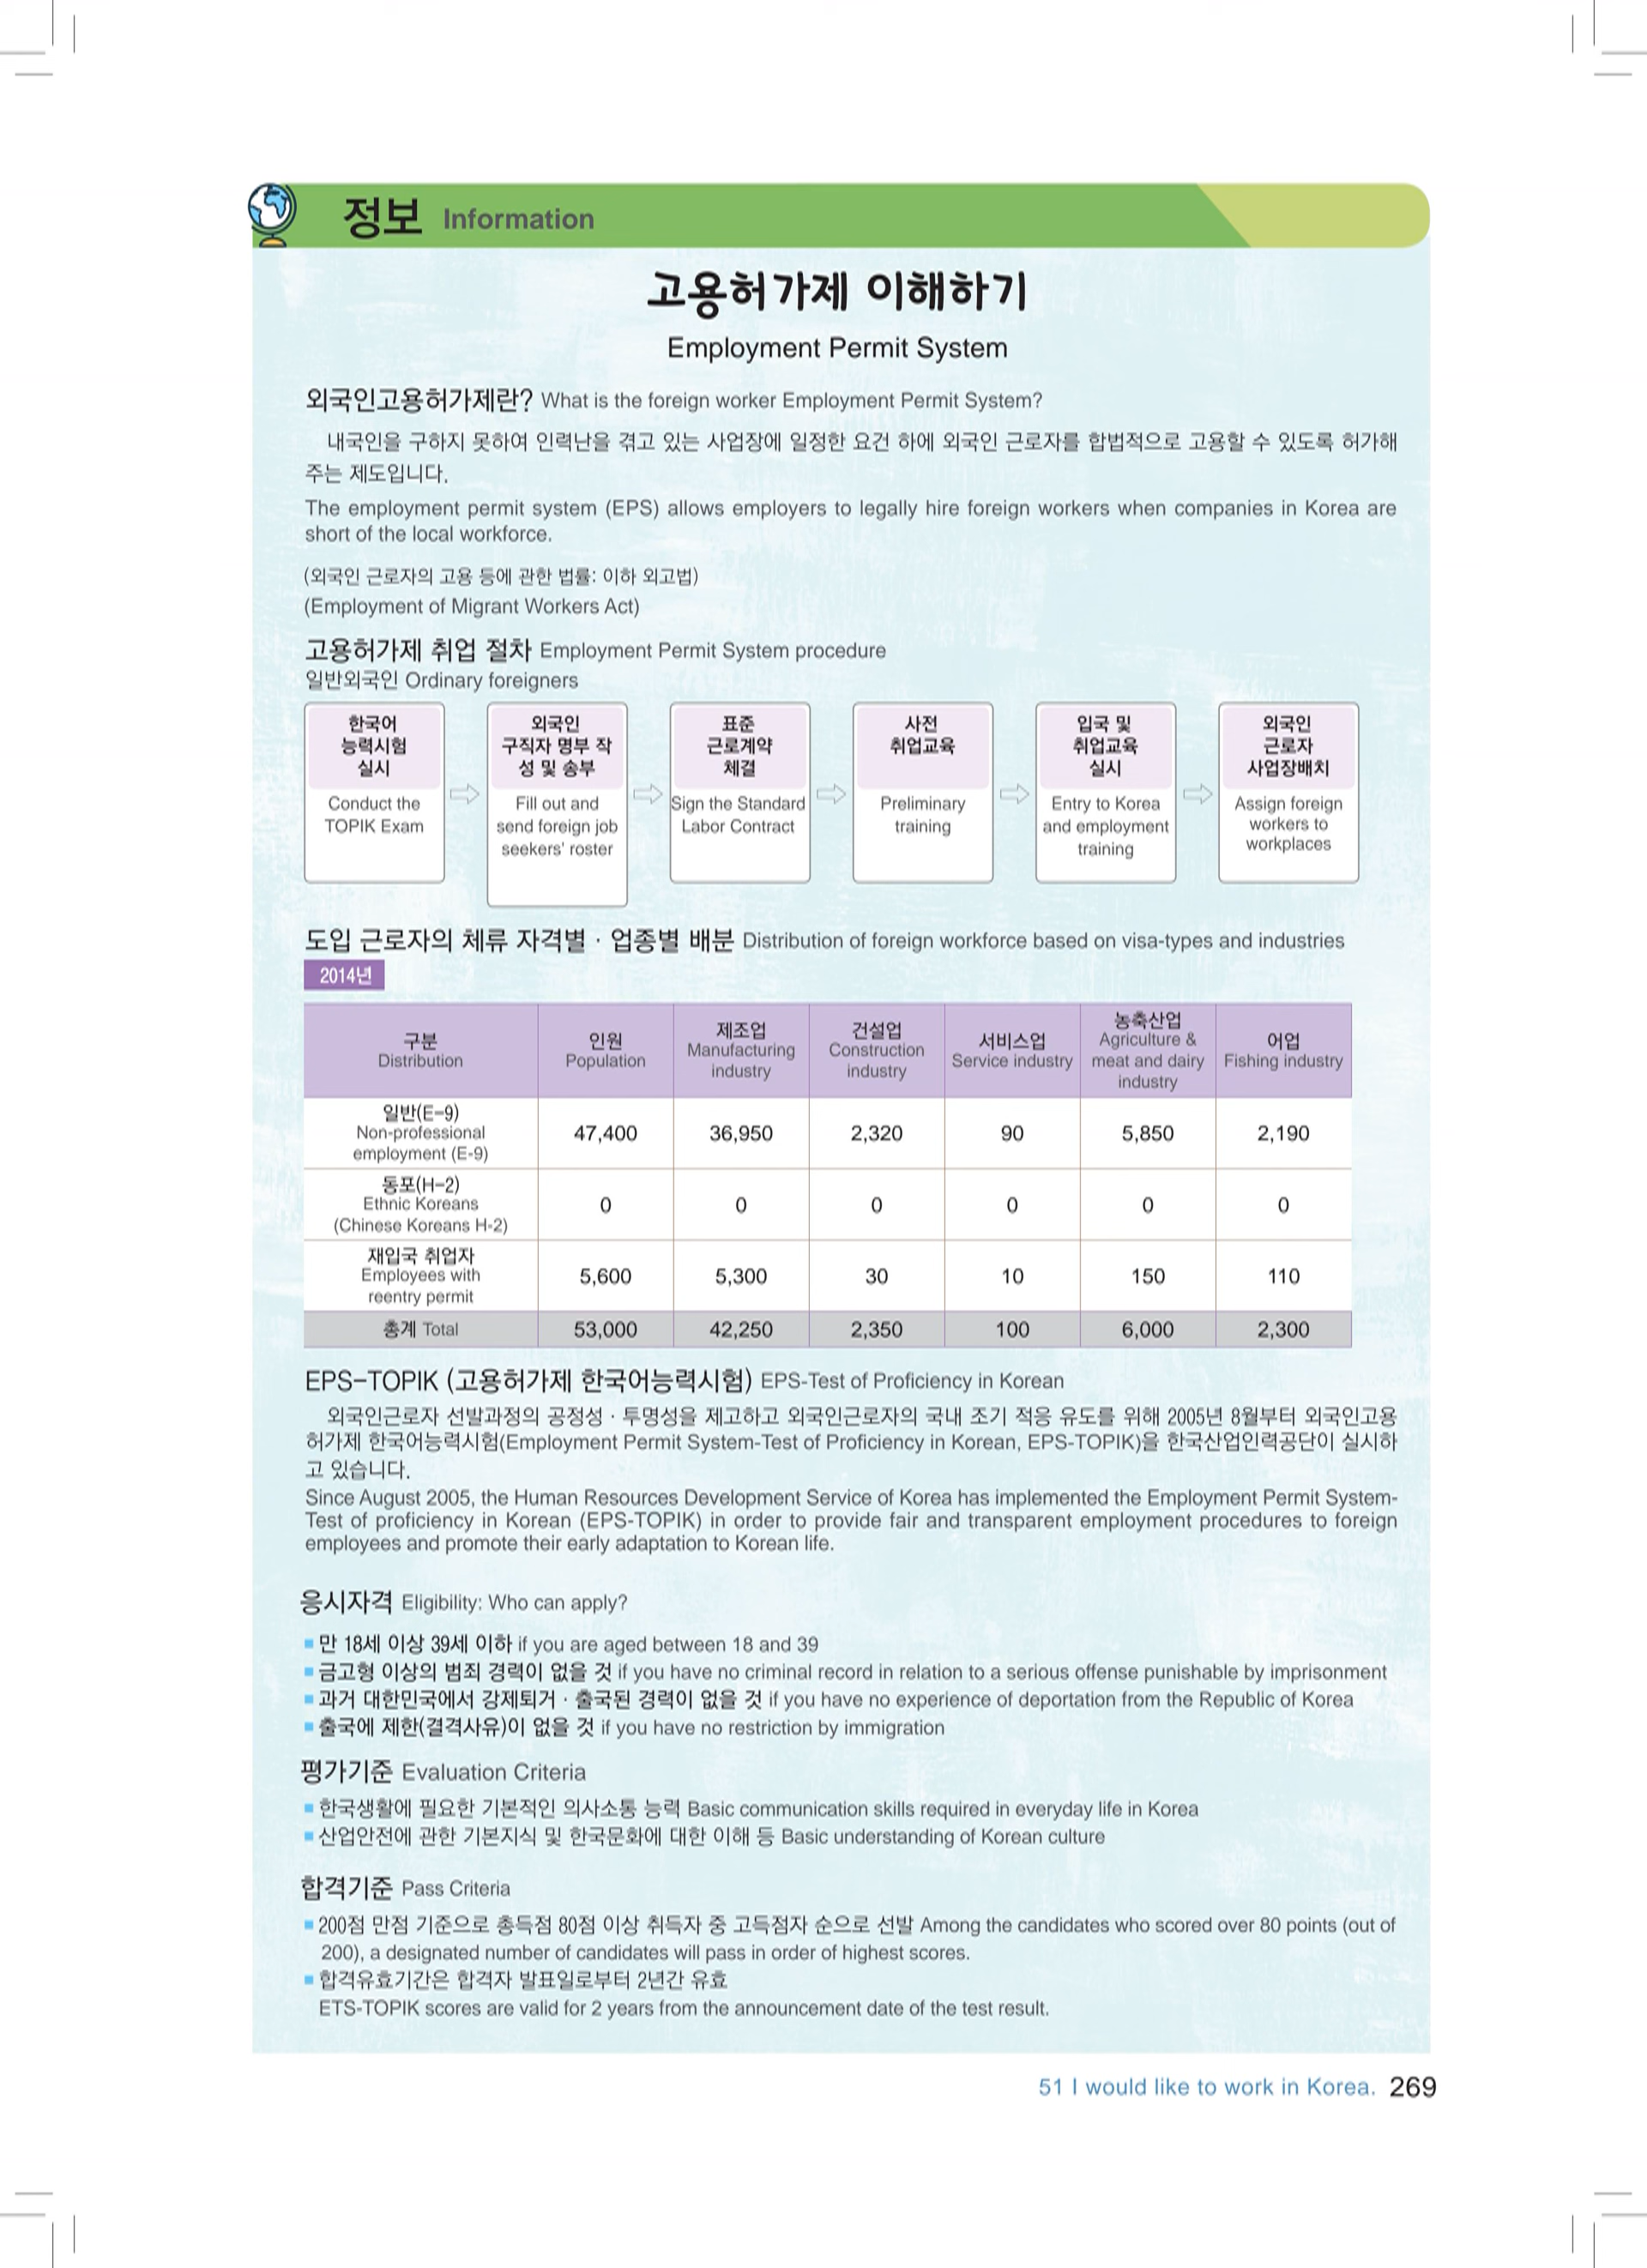 정보 Information
고용허가제 이해하기
Employment Permit System
외국인고용허가제란? What is the foreign worker Employment Permit System?
내국인을 구하지 못하여 인력난을 겪고 있는 사업장에 일정한 요건 하에 외국인 근로자를 합법적으로 고용할 수 있도록 허가해
주는 제도입니다.
The employment permit system (EPS) allows employers to legally hire foreign workers when companies in Korea are
short of the local workforce.
(외국인 근로자의 고용 등에 관한 법률: 이하 외고법)
(Employment of Migrant Workers Act)
고용허가제 취업 절차 Employment Permit System procedure
일반외국인 Ordinary foreigners
한국어
능력시험
실시
Conduct the
TOPIK Exam
외국인
구직자 명부 작
성 및 송부
Fill out and
send foreign job
seekers' roster
표준
근로계약
체결
Sign the Standard
Labor Contract
사전
취업교육
Preliminary
training
입국 및
취업교육
실시
Entry to Korea
and employment
training
외국인
근로자
사업장배치
Assign foreign
workers to
workplaces
도입 근로자의 체류 자격별 · 업종별 배분 Distribution of foreign workforce based on visa-types and industries
2014년
구분
Distribution
인원
Population
제조업
Manufacturing
industry
건설업
Construction
industry
서비스업
Service industry
농축산업
Agriculture &
meat and dairy
industry
어업
Fishing industry
일반(E-9)
Non-professional
employment (E-9)
47,400 36,950 2,320 90 5,850 2,190
동포(H-2)
Ethnic Koreans
(Chinese Koreans H-2)
0 0 0 0 0 0
재입국 취업자
Employees with
reentry permit
5,600 5,300 30 10 150 110
총계 Total 53,000 42,250 2,350 100 6,000 2,300
EPS-TOPIK (고용허가제 한국어능력시험) EPS-Test of Proficiency in Korean
외국인근로자 선발과정의 공정성 · 투명성을 제고하고 외국인근로자의 국내 조기 적응 유도를 위해 2005년 8월부터 외국인고용
허가제 한국어능력시험(Employment Permit System-Test of Proficiency in Korean, EPS-TOPIK)을 한국산업인력공단이 실시하
고 있습니다.
Since August 2005, the Human Resources Development Service of Korea has implemented the Employment Permit System-
Test of proficiency in Korean (EPS-TOPIK) in order to provide fair and transparent employment procedures to foreign
employees and promote their early adaptation to Korean life.
응시자격 Eligibility: Who can apply?
■ 만 18세 이상 39세 이하 if you are aged between 18 and 39
■ 금고형 이상의 범죄 경력이 없을 것 if you have no criminal record in relation to a serious offense punishable by imprisonment
■ 과거 대한민국에서 강제퇴거 · 출국된 경력이 없을 것 if you have no experience of deportation from the Republic of Korea
■ 출국에 제한(결격사유)이 없을 것 if you have no restriction by immigration
평가기준 Evaluation Criteria
■ 한국생활에 필요한 기본적인 의사소통 능력 Basic communication skills required in everyday life in Korea
■ 산업안전에 관한 기본지식 및 한국문화에 대한 이해 등 Basic understanding of Korean culture
합격기준 Pass Criteria
■ 200점 만점 기준으로 총득점 80점 이상 취득자 중 고득점자 순으로 선발 Among the candidates who scored over 80 points (out of
200), a designated number of candidates will pass in order of highest scores.
■ 합격유효기간은 합격자 발표일로부터 2년간 유효
ETS-TOPIK scores are valid for 2 years from the announcement date of the test result.
51 I would like to work in Korea. 269